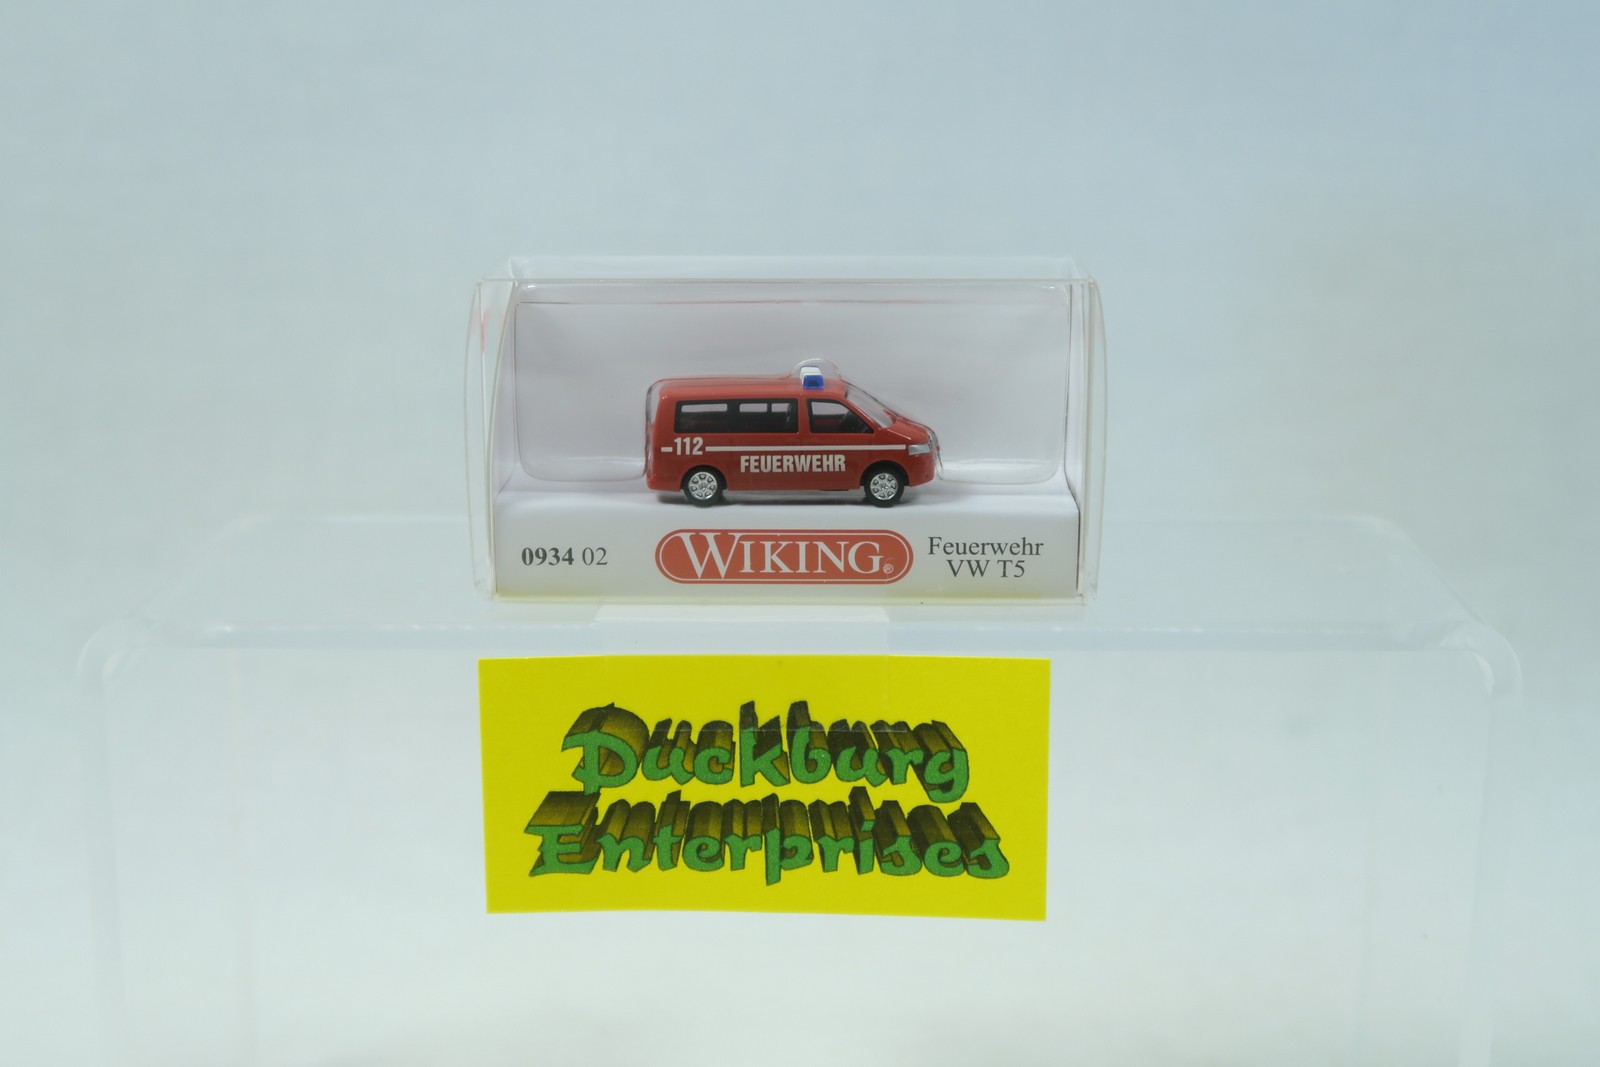 112
FEUERWEHR
0934 02
WIKING®
Feuerwehr
VW T5
Duckburg
Enterprises